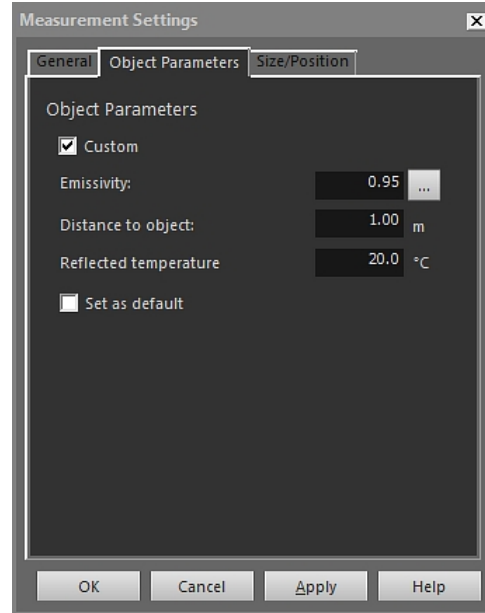 Measurement Settings
General Object Parameters Size/Position
Object Parameters
Custom
Emissivity: 0.95 ...
Distance to object: 1.00 m
Reflected temperature 20.0 °C
Set as default
OK Cancel Apply Help